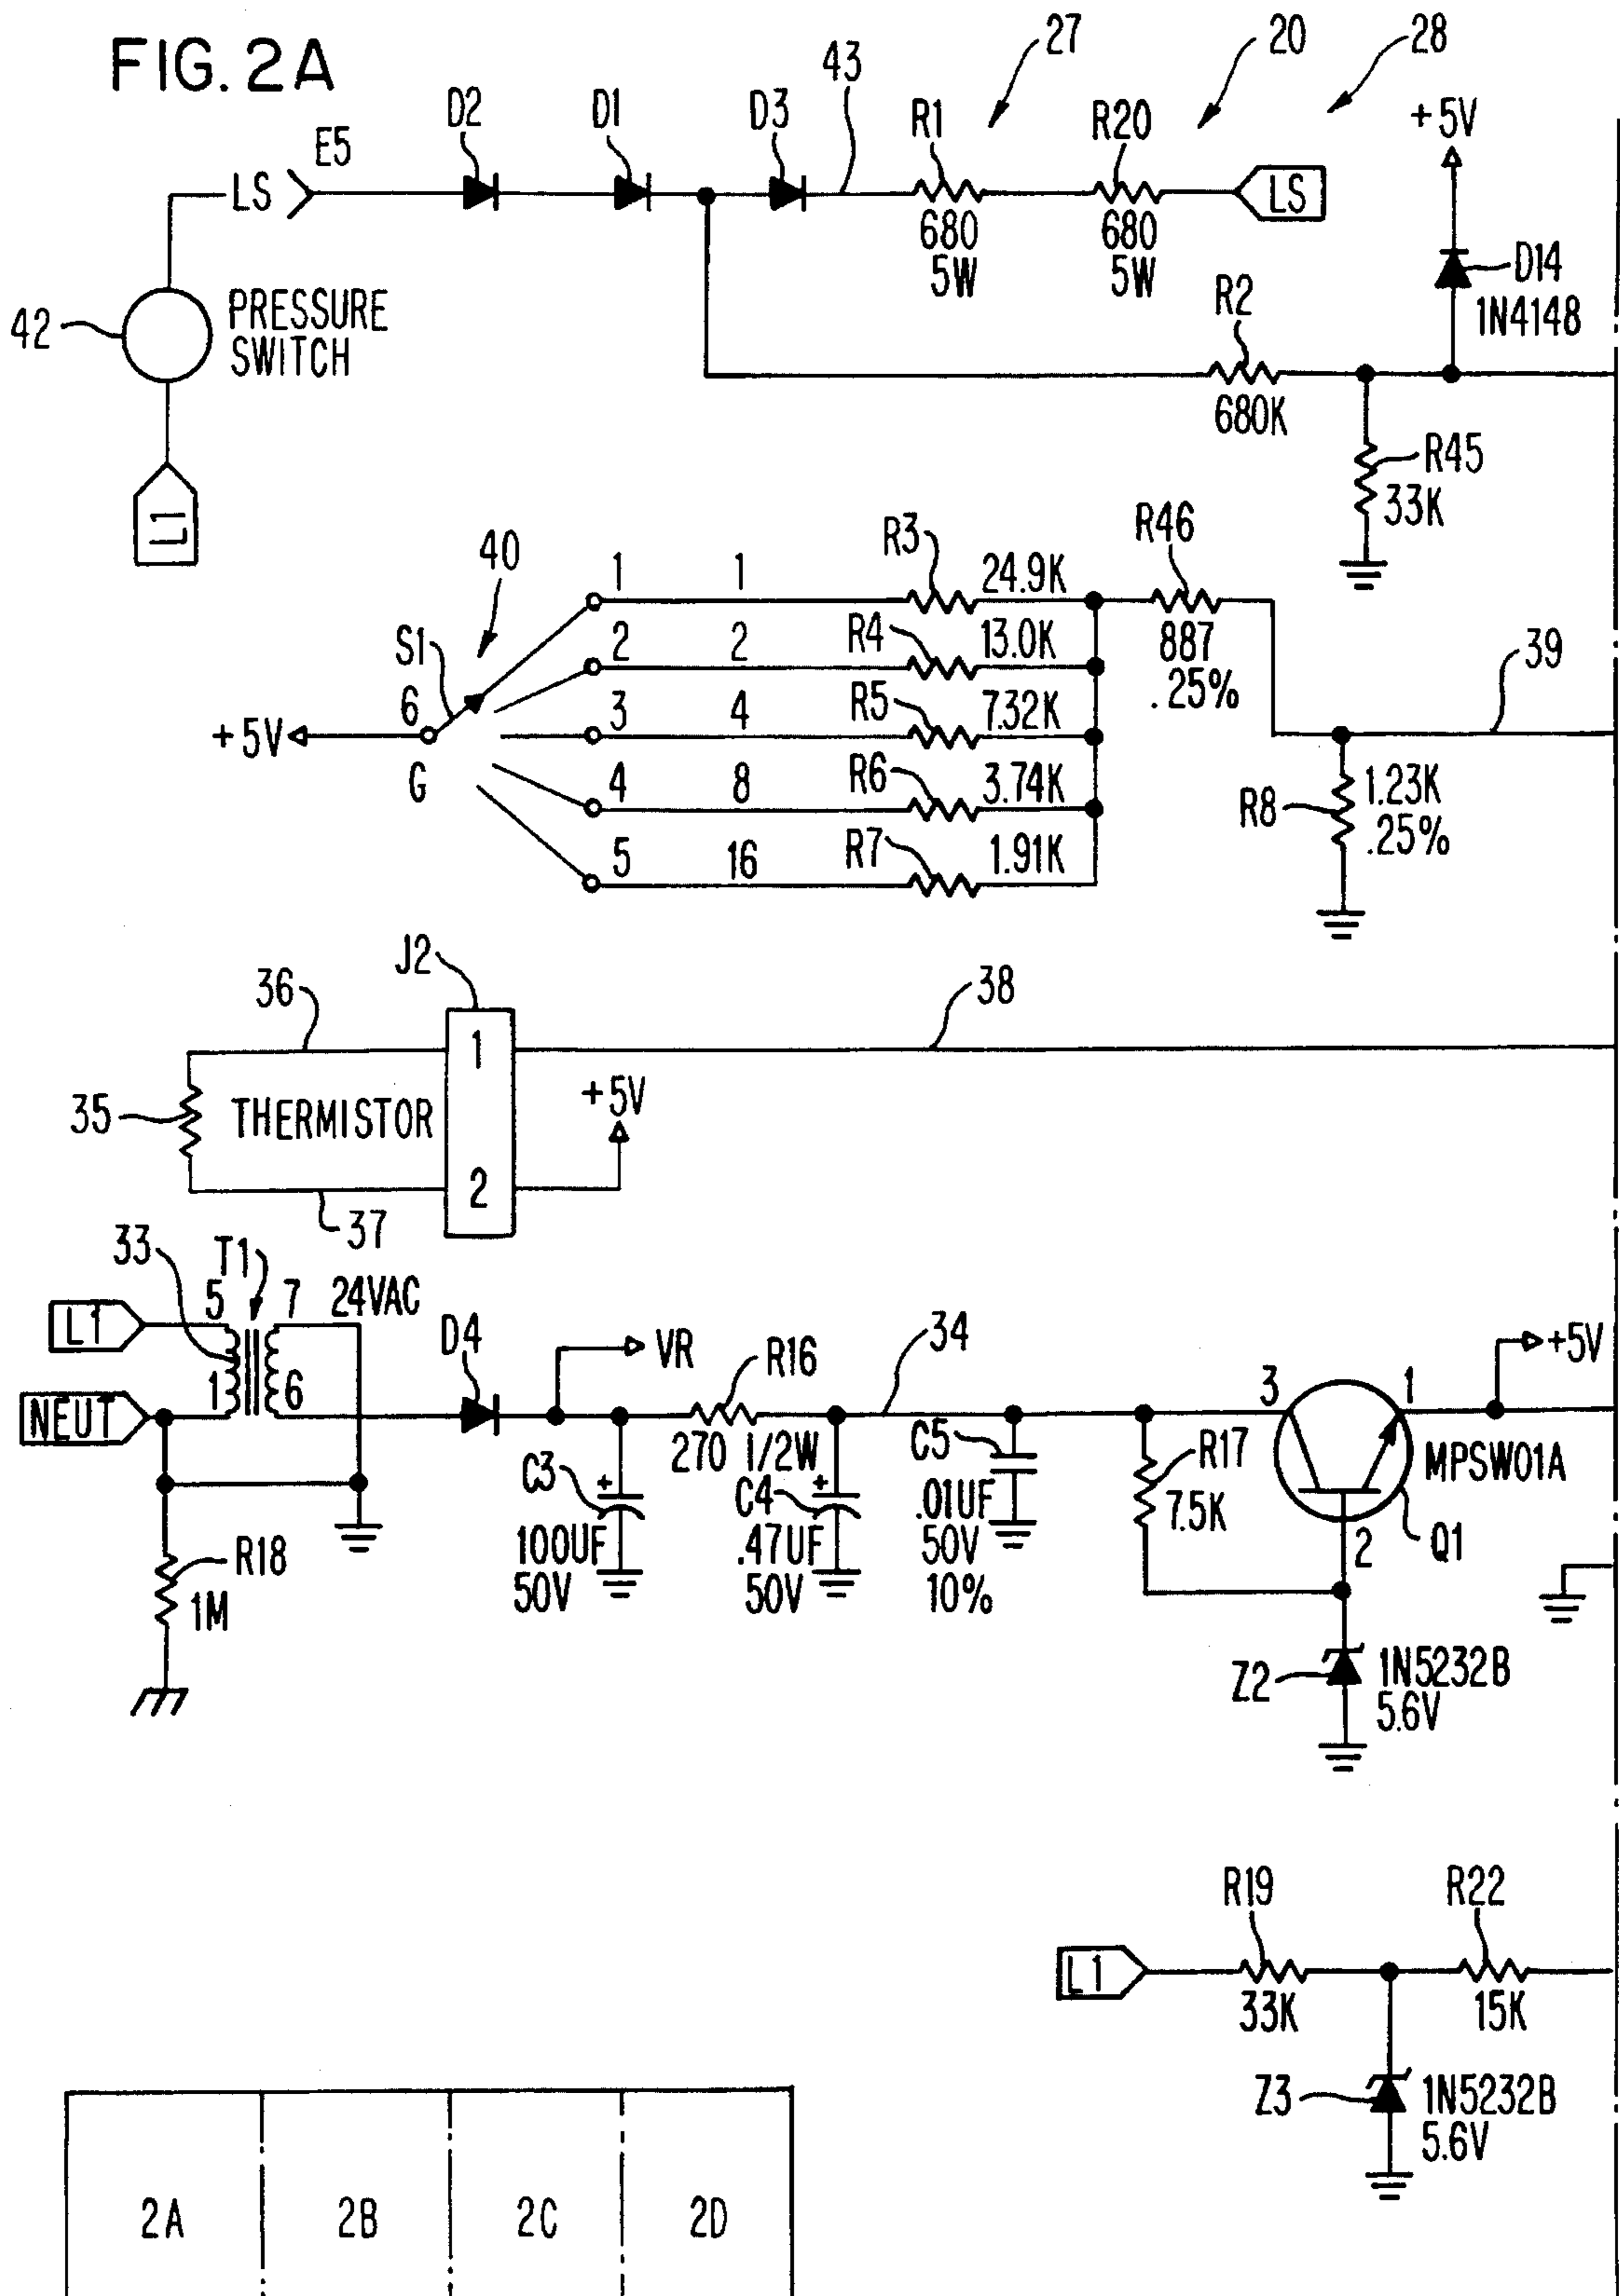 FIG. 2A
27
20
28
43
D2
D1
D3
R1
R20
+5V
E5
LS
LS
680
5W
680
5W
D14
1N4148
42
PRESSURE
SWITCH
R2
680K
R45
33K
L1
40
1
1
R3
24.9K
R46
887
.25%
S1
2
2
R4
13.0K
39
6
+5V
3
4
R5
7.32K
G
4
8
R6
3.74K
R8
1.23K
.25%
5
16
R7
1.91K
J2
36
1
38
+5V
35
THERMISTOR
2
37
33
T1
5
7
24VAC
L1
D4
VR
R16
34
+5V
1
6
3
1
NEUT
270 1/2W
C5
R17
MPSW01A
C3
+
C4
+
.01UF
7.5K
100UF
.47UF
50V
2
Q1
R18
50V
50V
10%
1M
Z2
1N5232B
5.6V
R19
R22
L1
33K
15K
Z3
1N5232B
5.6V
2A
2B
2C
2D